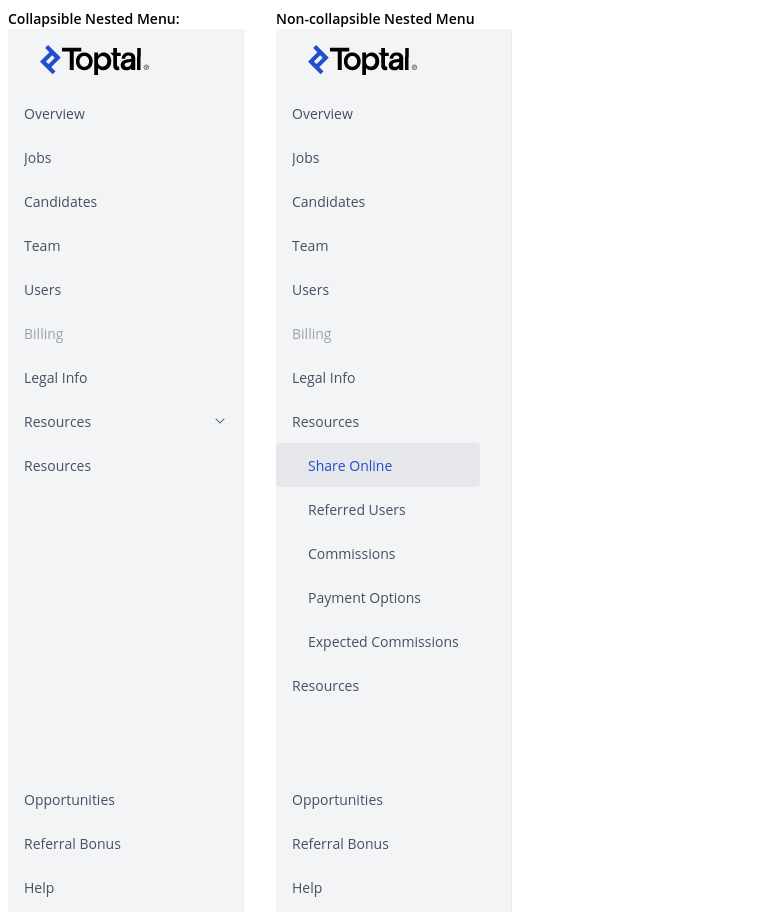 Collapsible Nested Menu:
Toptal®
Overview
Jobs
Candidates
Team
Users
Billing
Legal Info
Resources
Resources
Opportunities
Referral Bonus
Help
Non-collapsible Nested Menu
Toptal®
Overview
Jobs
Candidates
Team
Users
Billing
Legal Info
Resources
Share Online
Referred Users
Commissions
Payment Options
Expected Commissions
Resources
Opportunities
Referral Bonus
Help